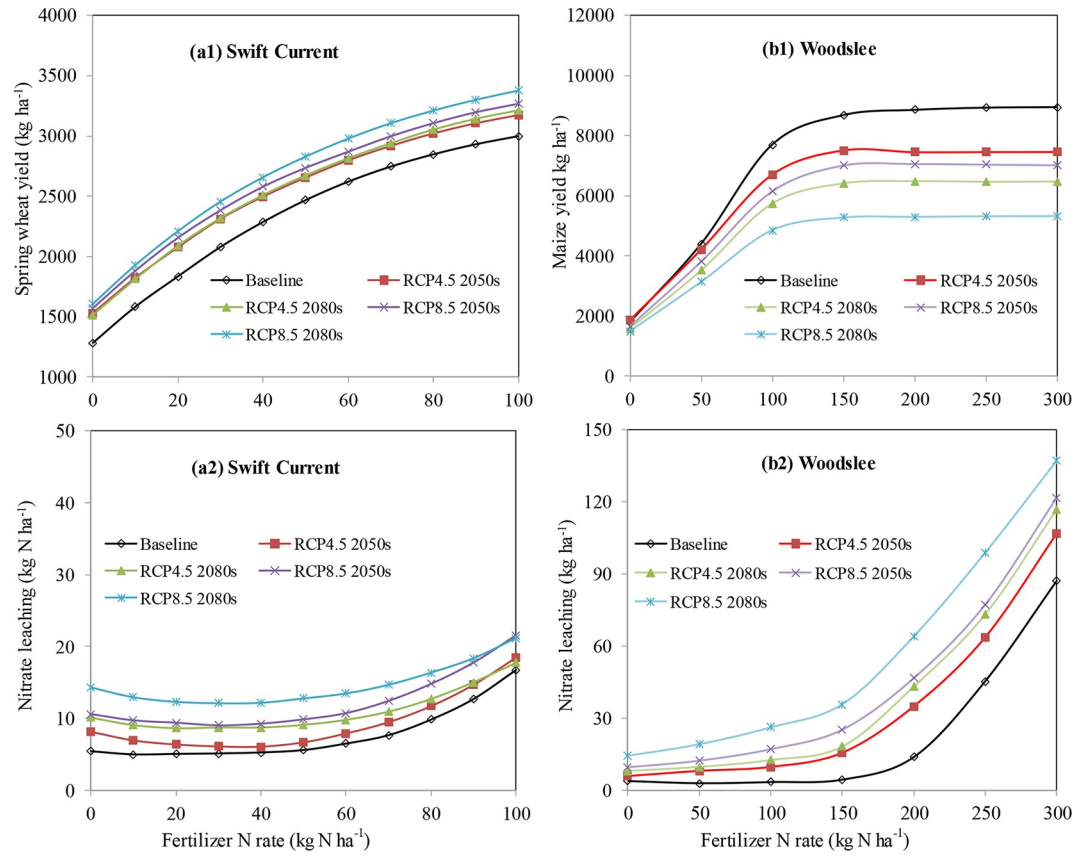 (a1) Swift Current
Spring wheat yield (kg ha-1)
4000
3500
3000
2500
2000
1500
1000
0 20 40 60 80 100
Baseline RCP4.5 2050s
RCP4.5 2080s RCP8.5 2050s
RCP8.5 2080s
(b1) Woodslee
Maize yield kg ha-1)
12000
10000
8000
6000
4000
2000
0
0 50 100 150 200 250 300
Baseline RCP4.5 2050s
RCP4.5 2080s RCP8.5 2050s
RCP8.5 2080s
(a2) Swift Current
Nitrate leaching (kg N ha-1)
50
40
30
20
10
0
0 20 40 60 80 100
Fertilizer N rate (kg N ha-1)
Baseline RCP4.5 2050s
RCP4.5 2080s RCP8.5 2050s
RCP8.5 2080s
(b2) Woodslee
Nitrate leaching (kg ha-1)
150
120
90
60
30
0
0 50 100 150 200 250 300
Fertilizer N rate (kg N ha-1)
Baseline RCP4.5 2050s
RCP4.5 2080s RCP8.5 2050s
RCP8.5 2080s